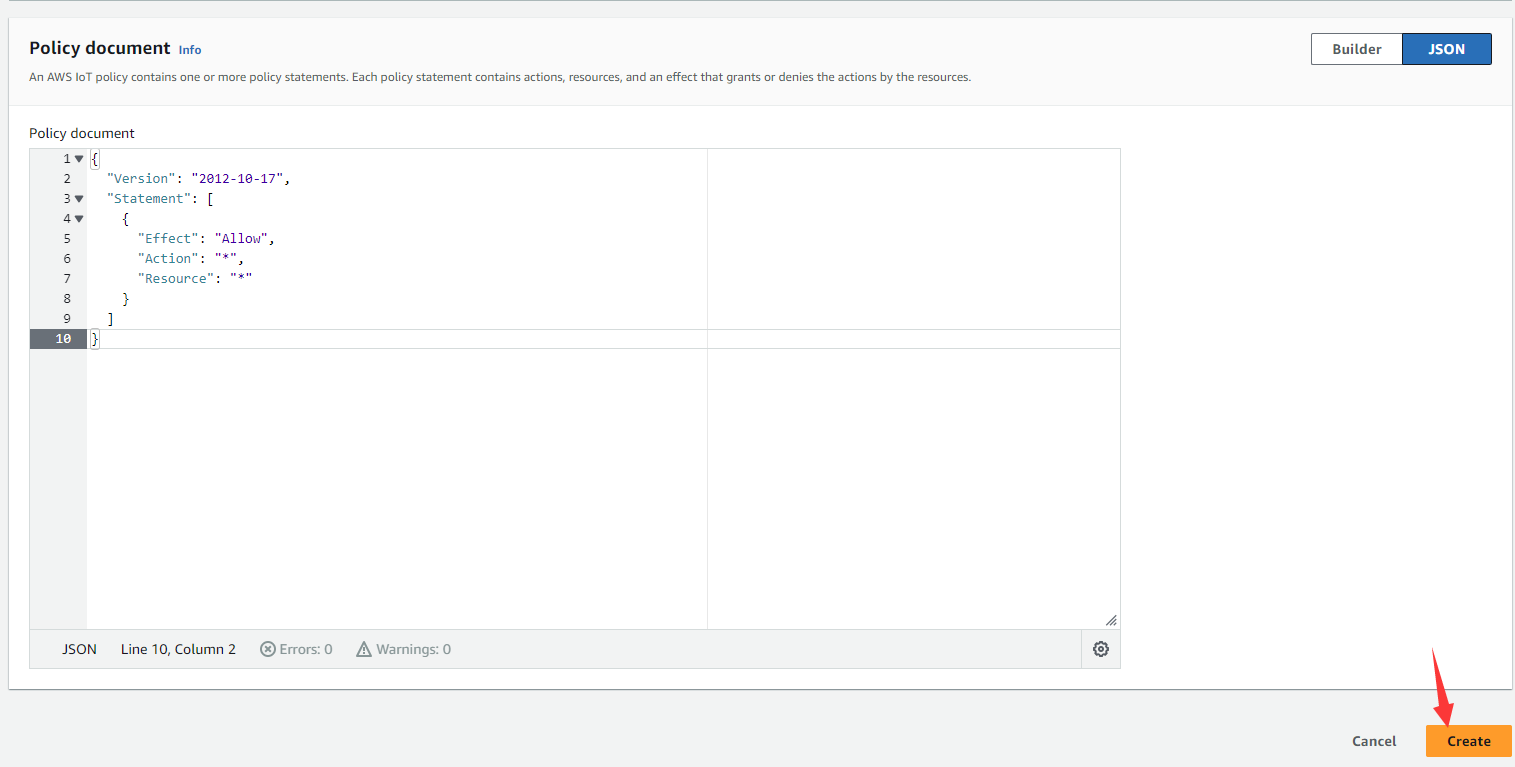 Policy document Info
Builder
JSON
An AWS IoT policy contains one or more policy statements. Each policy statement contains actions, resources, and an effect that grants or denies the actions by the resources.
Policy document
1 {
2 "Version": "2012-10-17",
3 "Statement": [
4 {
5 "Effect": "Allow",
6 "Action": "*",
7 "Resource": "*"
8 }
9 ]
10 }
JSON Line 10, Column 2 Errors: 0 Warnings: 0
Cancel
Create